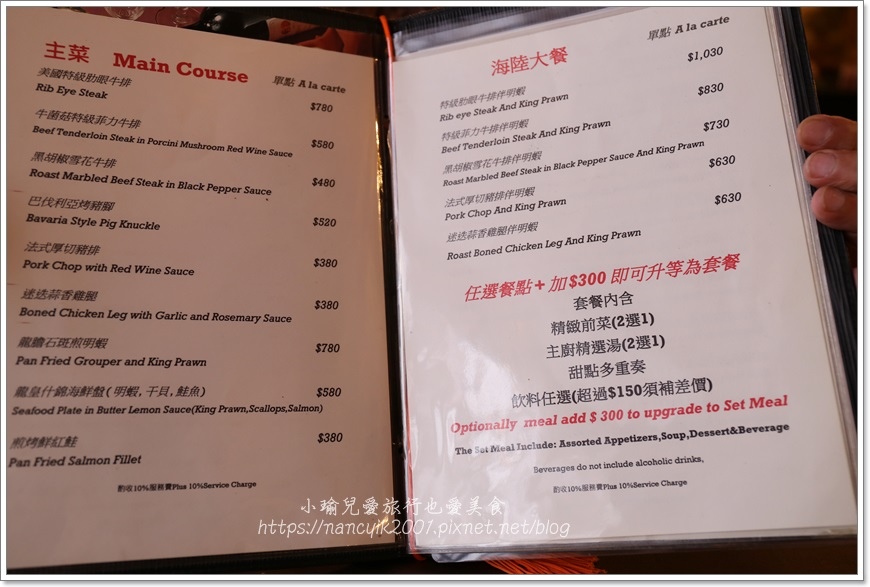 主菜 Main Course 單點 A la carte
美國特級肋眼牛排
Rib Eye Steak $780
牛菌菇特級菲力牛排
Beef Tenderloin Steak in Porcini Mushroom Red Wine Sauce $580
黑胡椒雪花牛排
Roast Marbled Beef Steak in Black Pepper Sauce $480
巴伐利亞烤豬腳
Bavaria Style Pig Knuckle $520
法式厚切豬排
Pork Chop with Red Wine Sauce $380
迷迭蒜香雞腿
Boned Chicken Leg with Garlic and Rosemary Sauce $380
龍膽石斑煎明蝦
Pan Fried Grouper and King Prawn $780
龍皇什錦海鮮盤(明蝦,干貝,鮭魚)
Seafood Plate in Butter Lemon Sauce(King Prawn,Scallops,Salmon) $580
煎烤鮮紅鮭
Pan Fried Salmon Fillet $380
酌收10%服務費Plus 10%Service Charge
海陸大餐 單點 A la carte
特級肋眼牛排伴明蝦 $1,030
Rib eye Steak And King Prawn
特級菲力牛排伴明蝦 $830
Beef Tenderloin Steak And King Prawn
黑胡椒雪花牛排伴明蝦 $730
Roast Marbled Beef Steak in Black Pepper Sauce And King Prawn
法式厚切豬排伴明蝦 $630
Pork Chop And King Prawn
迷迭蒜香雞腿伴明蝦 $630
Roast Boned Chicken Leg And King Prawn
任選餐點 + 加 $300 即可升等為套餐
套餐內含
精緻前菜(2選1)
主廚精選湯(2選1)
甜點多重奏
飲料任選(超過$150須補差價)
Optionally meal add $ 300 to upgrade to Set Meal
The Set Meal Include: Assorted Appetizers,Soup,Dessert&Beverage
Beverages do not include alcoholic drinks,
酌收10%服務費Plus 10%Service Charge
小瑜兒愛旅行也愛美食
https://nancylk2001.pixnet.net/blog